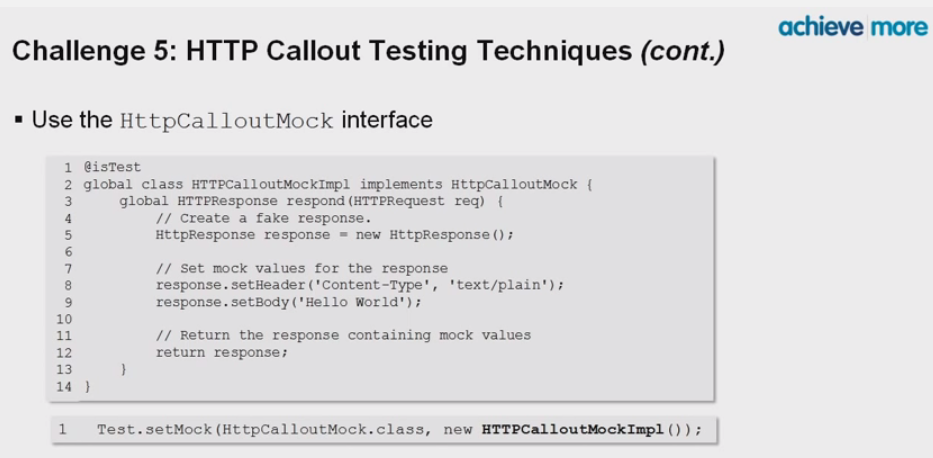 achieve more
Challenge 5: HTTP Callout Testing Techniques (cont.)
▪ Use the HttpCalloutMock interface
1 @isTest
2 global class HTTPCalloutMockImpl implements HttpCalloutMock {
3     global HTTPResponse respond(HTTPRequest req) {
4         // Create a fake response.
5         HttpResponse response = new HttpResponse();
6
7         // Set mock values for the response
8         response.setHeader('Content-Type', 'text/plain');
9         response.setBody('Hello World');
10
11         // Return the response containing mock values
12         return response;
13     }
14 }
1 Test.setMock(HttpCalloutMock.class, new HTTPCalloutMockImpl());